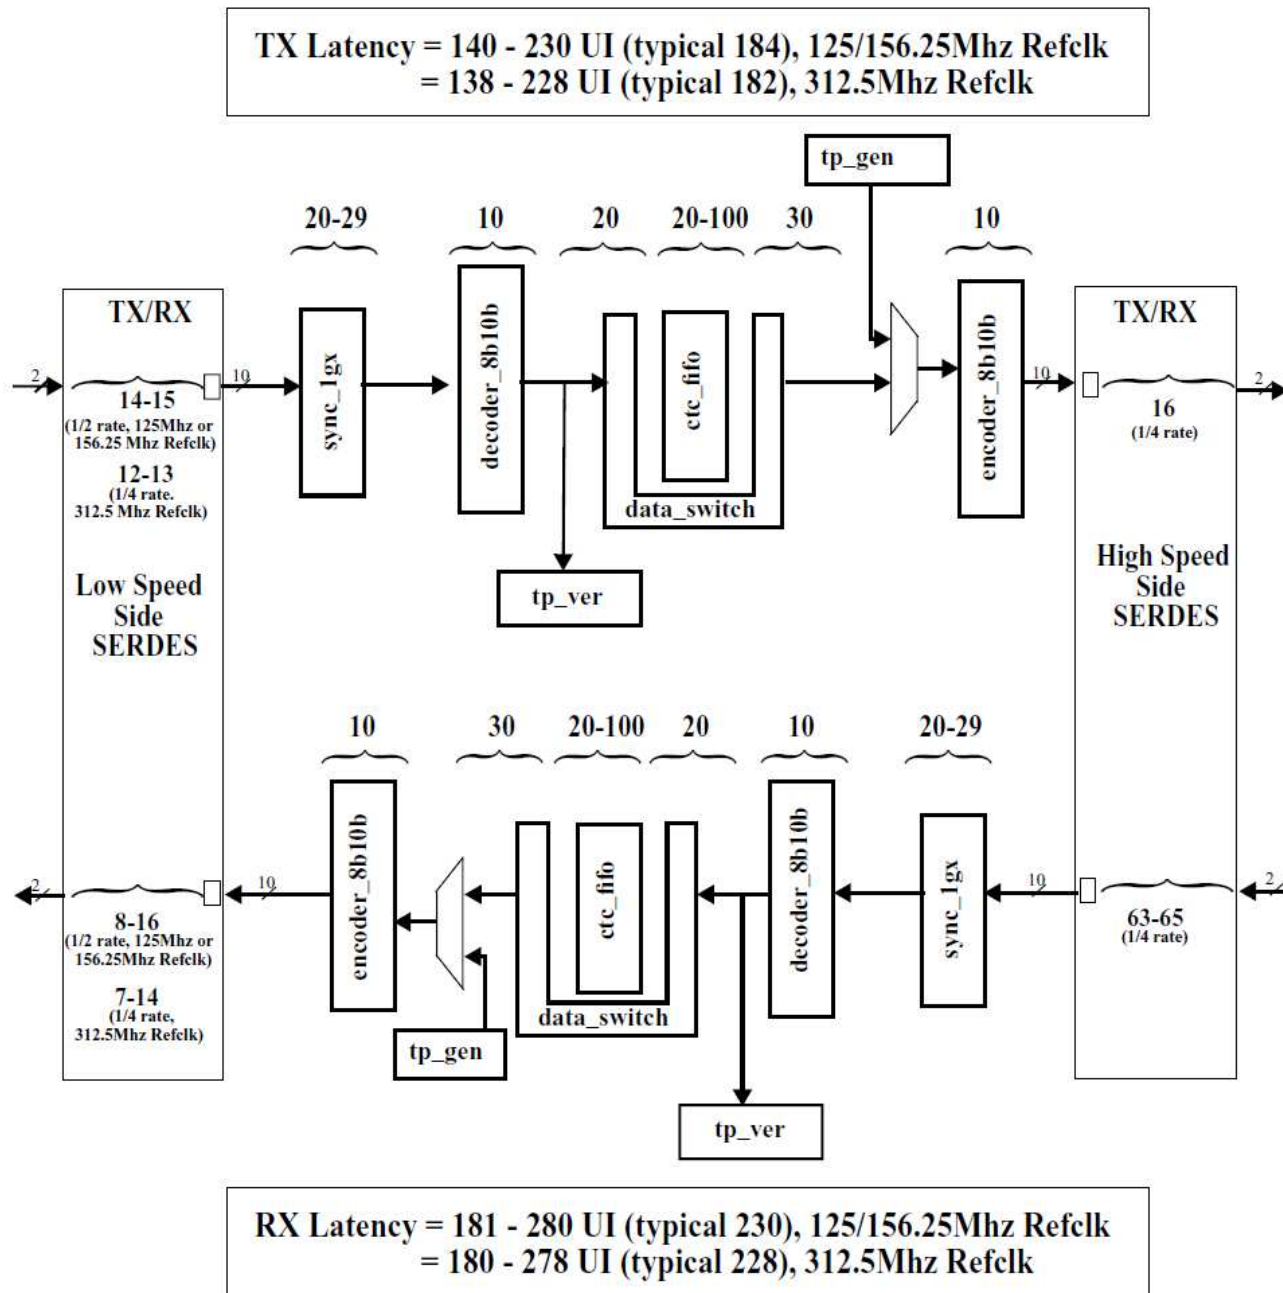 TX Latency = 140 - 230 UI (typical 184), 125/156.25Mhz Refclk
= 138 - 228 UI (typical 182), 312.5Mhz Refclk
tp_gen
20-29
10
20
20-100
30
10
TX/RX
TX/RX
2
10
sync_1gx
decoder_8b10b
ctc_fifo
data_switch
encoder_8b10b
10
2
14-15
(1/2 rate, 125Mhz or
156.25 Mhz Refclk)
12-13
(1/4 rate.
312.5 Mhz Refclk)
16
(1/4 rate)
tp_ver
Low Speed
Side
SERDES
High Speed
Side
SERDES
10
30
20-100
20
10
20-29
2
10
encoder_8b10b
ctc_fifo
data_switch
decoder_8b10b
sync_1gx
10
2
8-16
(1/2 rate, 125Mhz or
156.25Mhz Refclk)
7-14
(1/4 rate,
312.5Mhz Refclk)
63-65
(1/4 rate)
tp_gen
tp_ver
RX Latency = 181 - 280 UI (typical 230), 125/156.25Mhz Refclk
= 180 - 278 UI (typical 228), 312.5Mhz Refclk